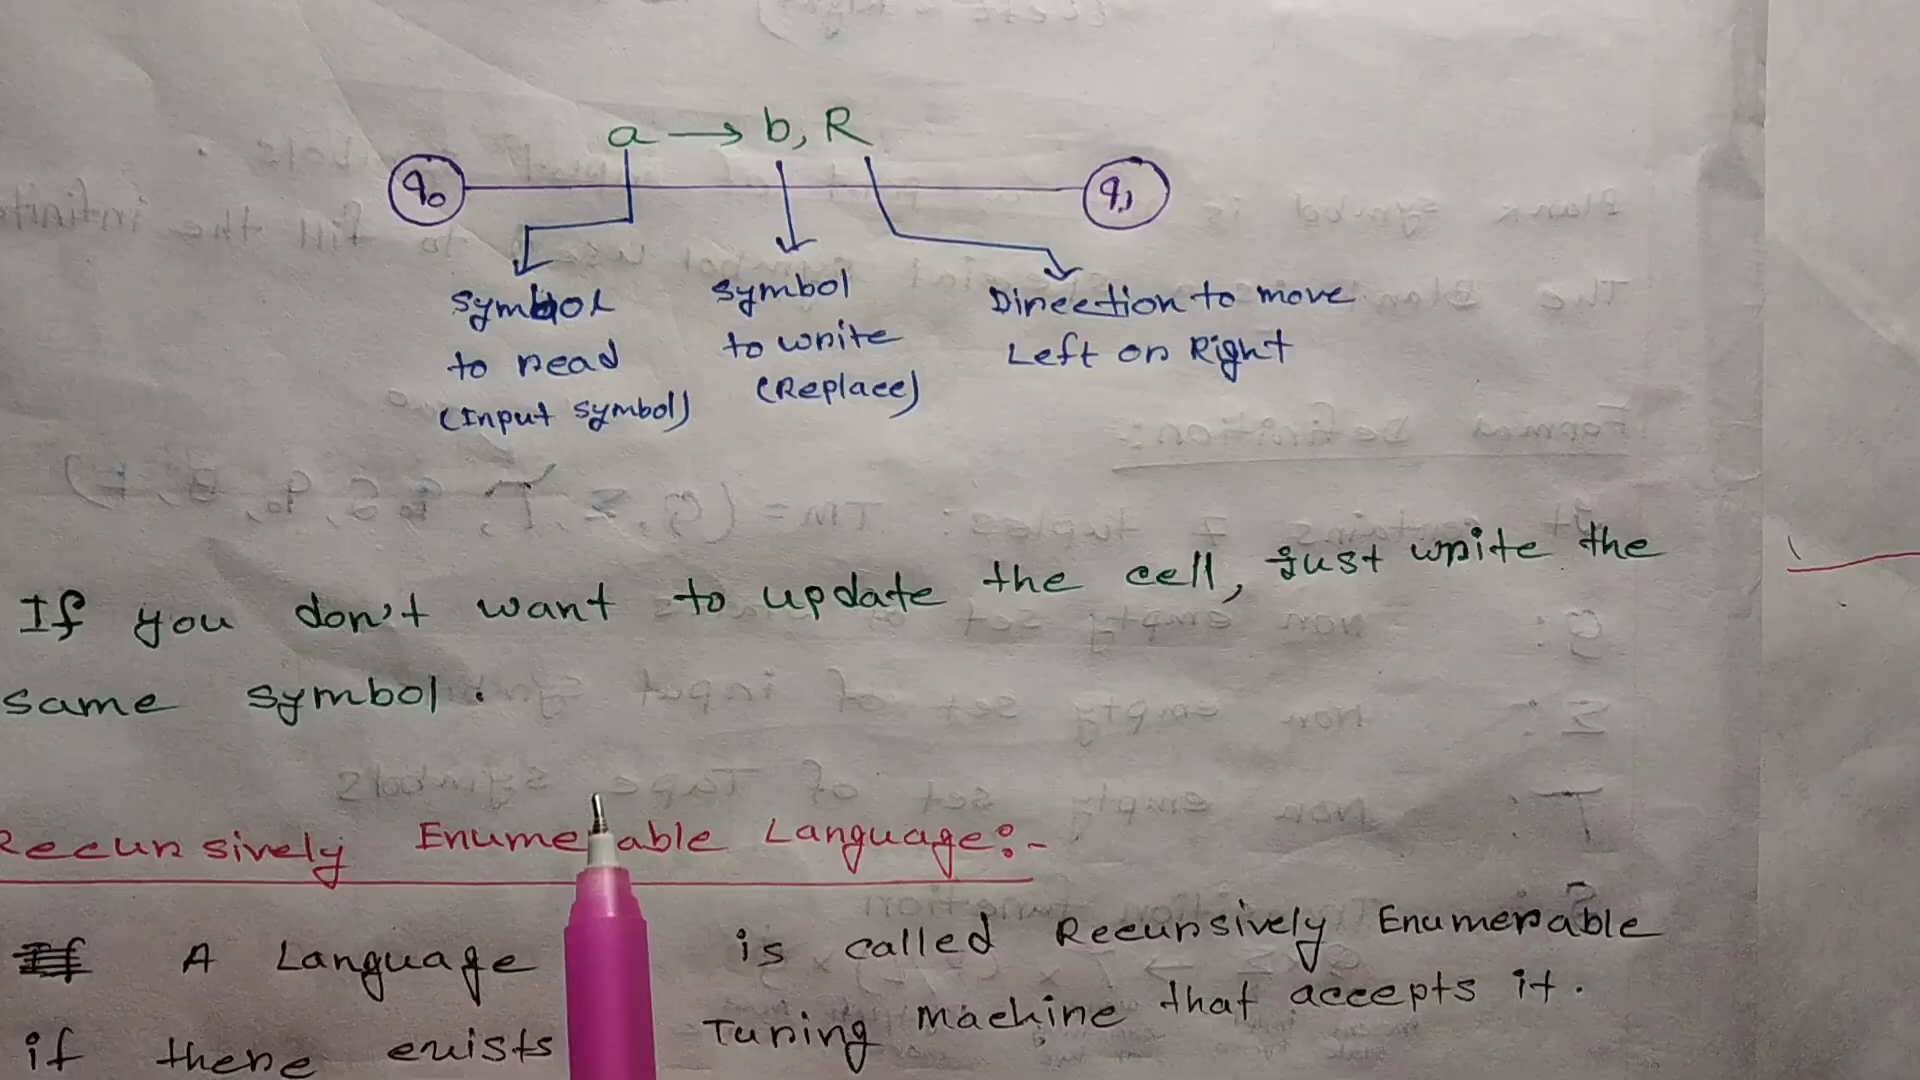 a → b, R
q₀
q₁
Symbol symbol Direction to move
to read to write Left or Right
(Input symbol) (Replace)
If you don't want to update the cell, just write the
same symbol.
Recursively Enumerable Language:-
A Language is called Recursively Enumerable
if there exists Turing Machine that accepts it.